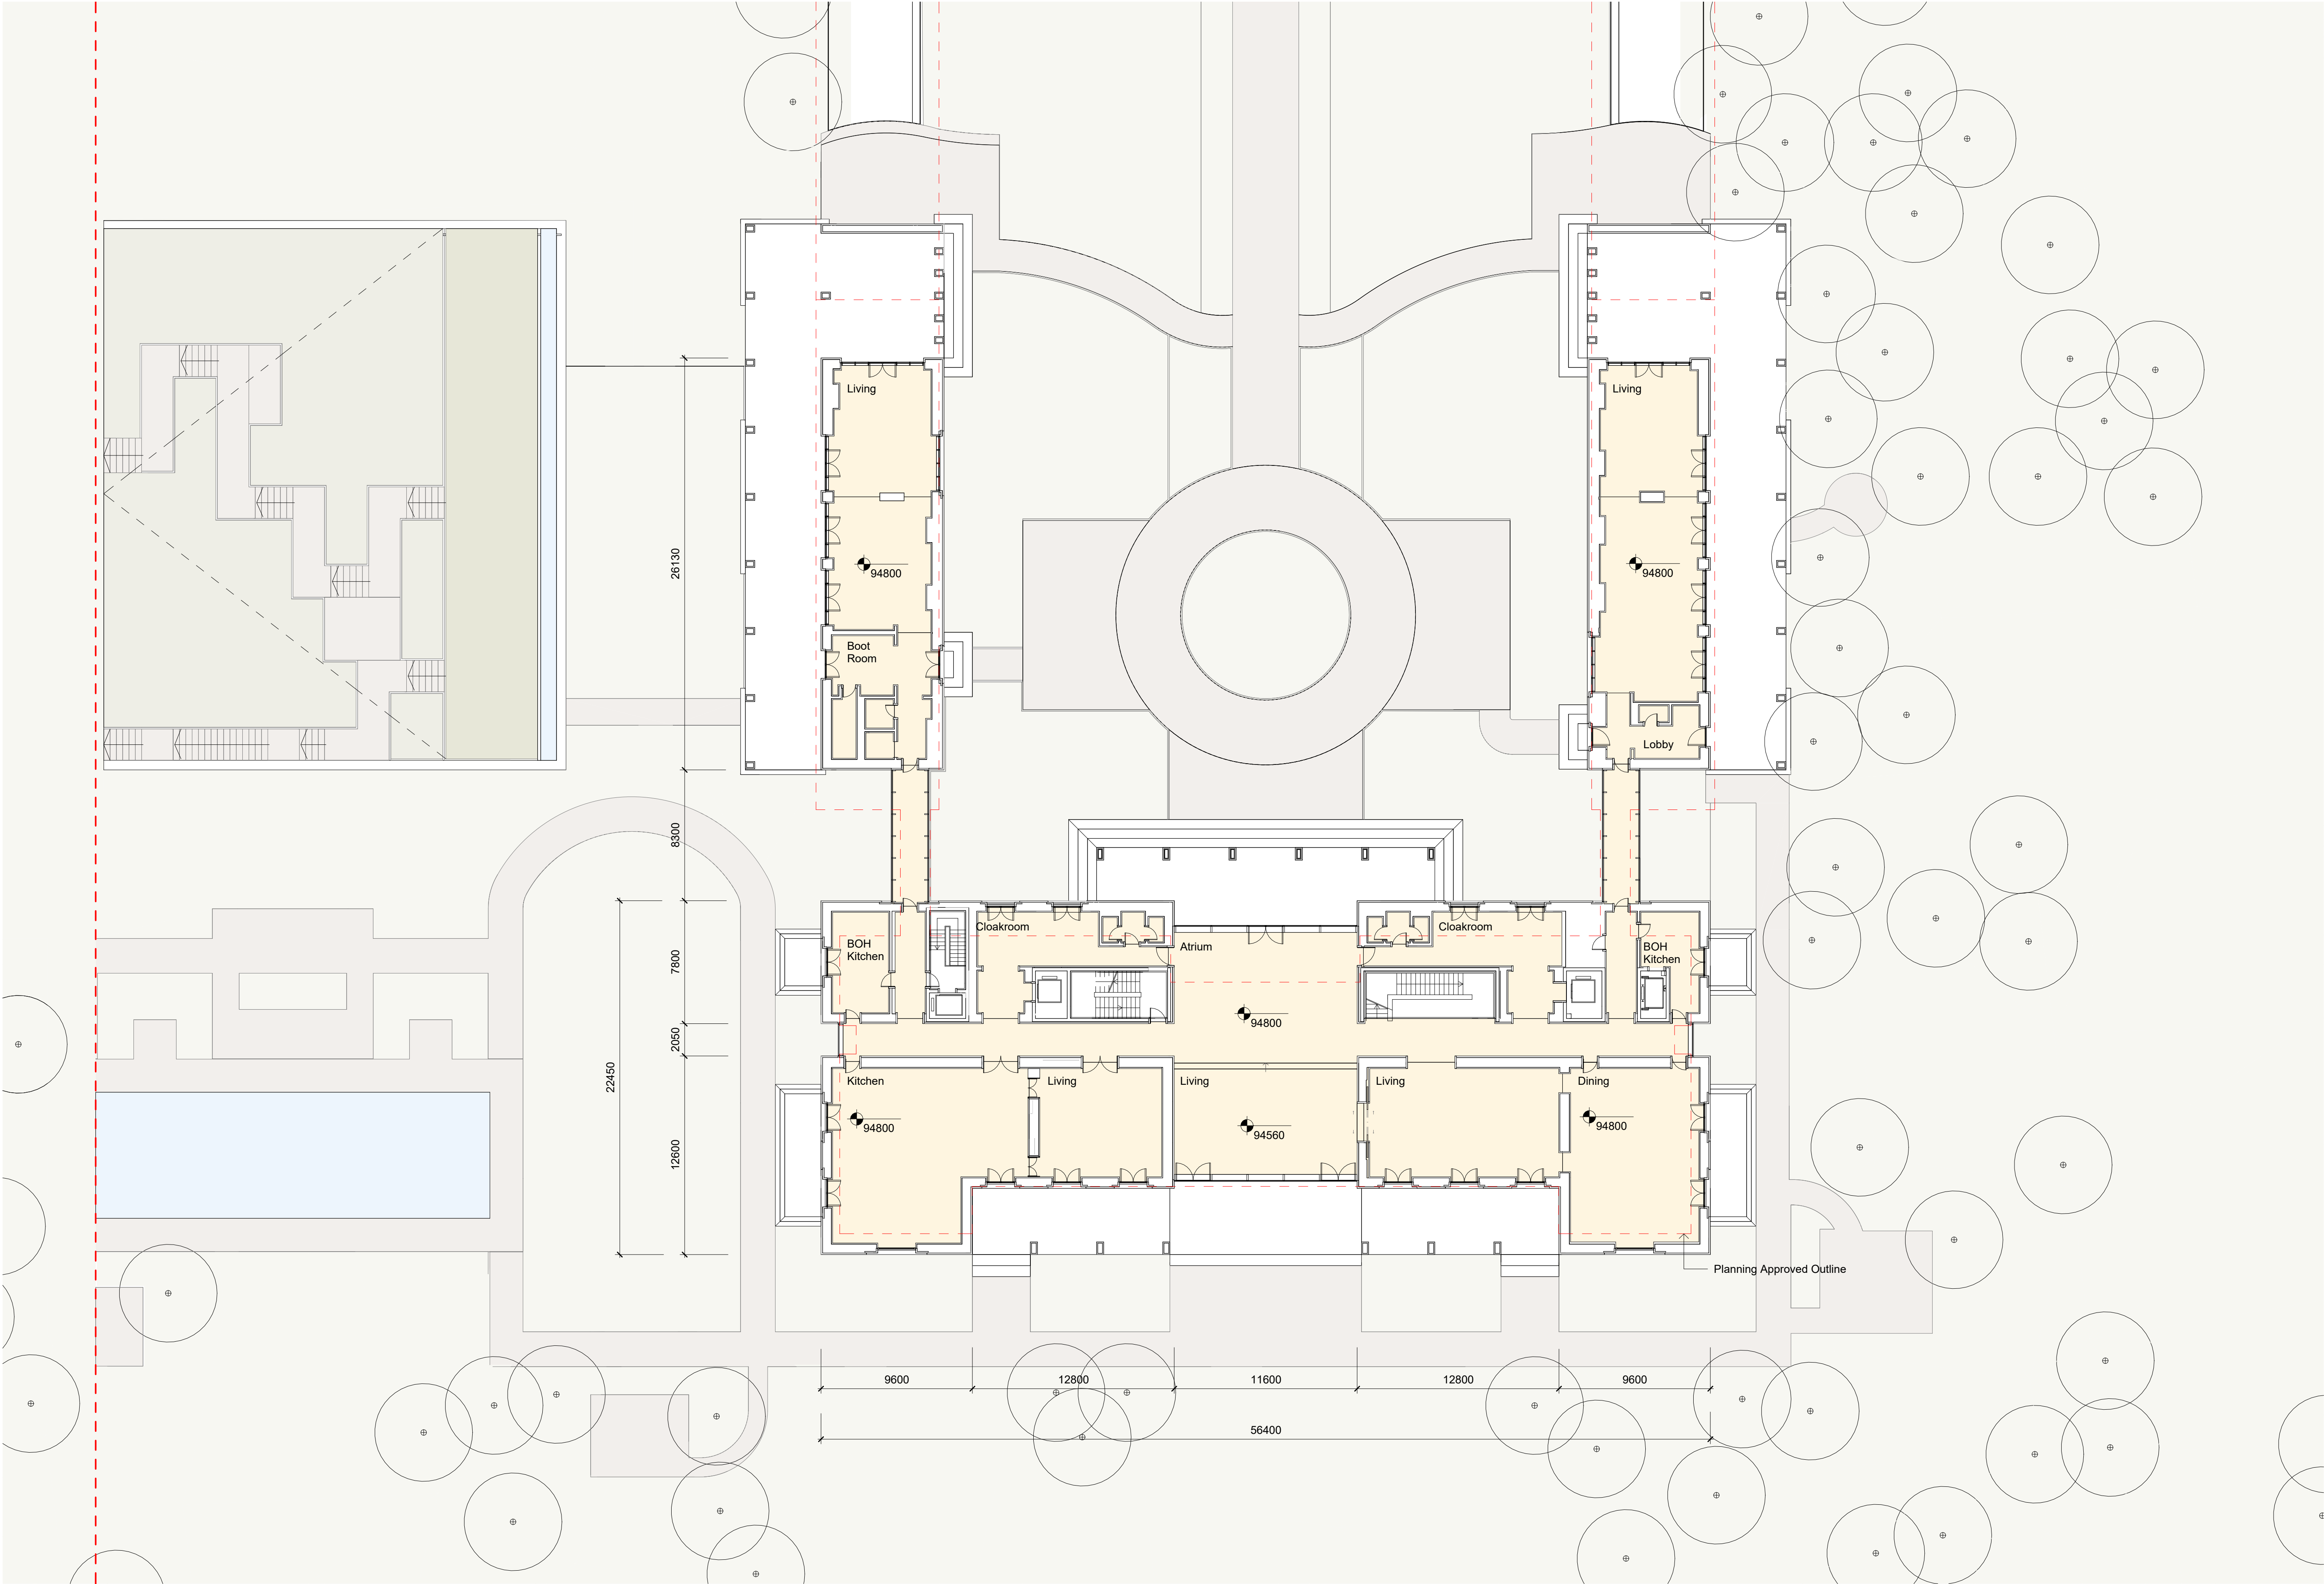 Living
Living
26130
94800
94800
Boot
Room
Lobby
8300
Cloakroom
Cloakroom
BOH
Kitchen
Atrium
BOH
Kitchen
7800
94800
2050
22450
Kitchen
Living
Living
Living
Dining
94800
94560
94800
12600
Planning Approved Outline
9600
12800
11600
12800
9600
56400